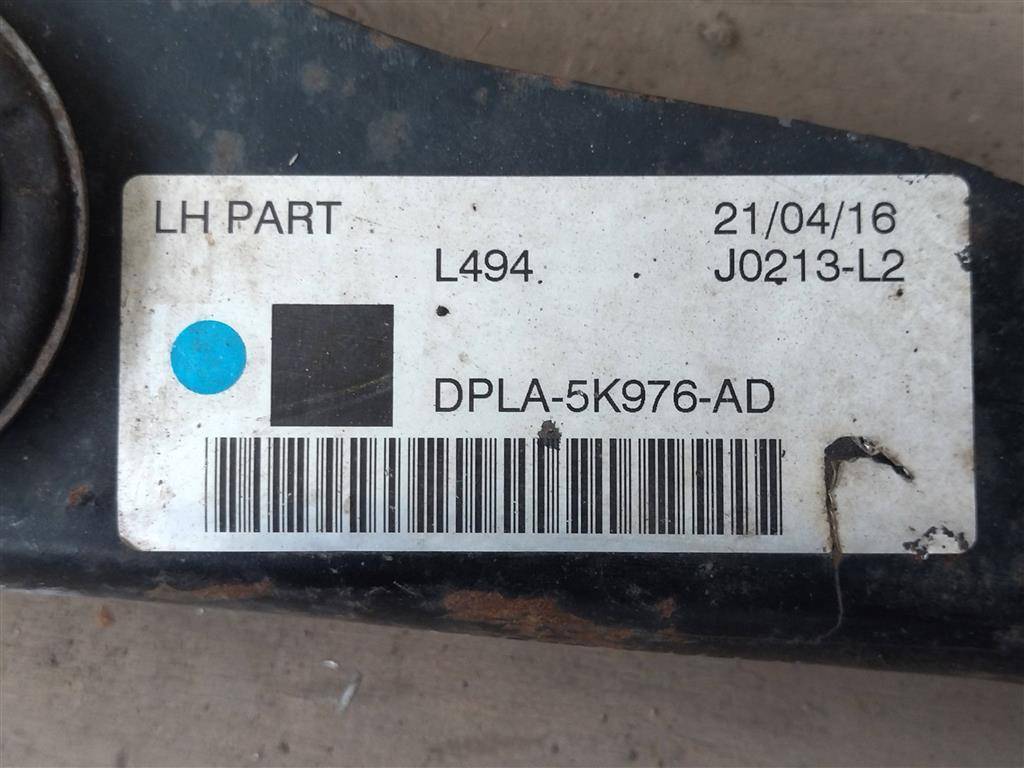 LH PART 21/04/16
L494 J0213-L2
DPLA-5K976-AD